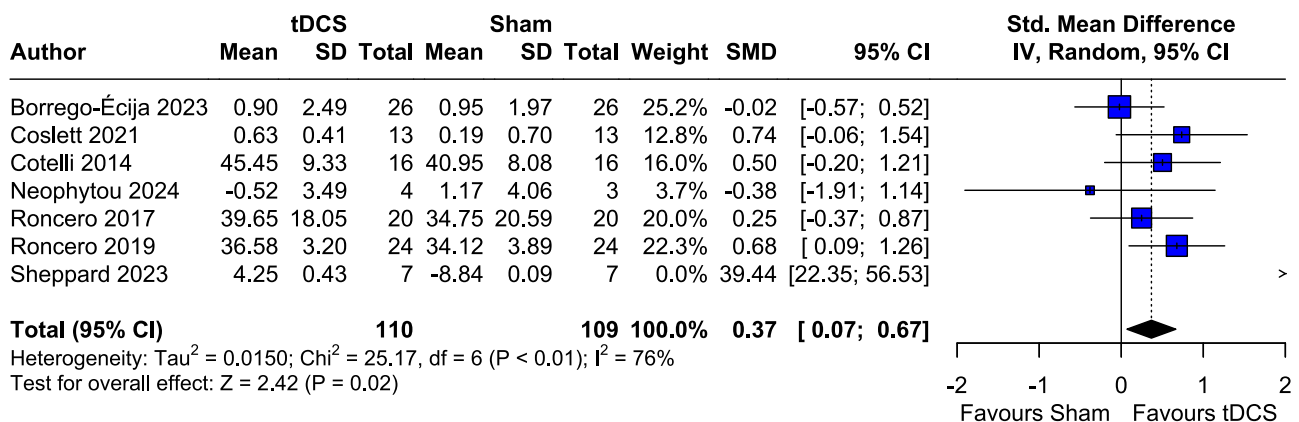 tDCS Sham Std. Mean Difference
Author Mean SD Total Mean SD Total Weight SMD 95% CI IV, Random, 95% CI
Borrego-Écija 2023 0.90 2.49 26 0.95 1.97 26 25.2% -0.02 [-0.57; 0.52]
Coslett 2021 0.63 0.41 13 0.19 0.70 13 12.8% 0.74 [-0.06; 1.54]
Cotelli 2014 45.45 9.33 16 40.95 8.08 16 16.0% 0.50 [-0.20; 1.21]
Neophytou 2024 -0.52 3.49 4 1.17 4.06 3 3.7% -0.38 [-1.91; 1.14]
Roncero 2017 39.65 18.05 20 34.75 20.59 20 20.0% 0.25 [-0.37; 0.87]
Roncero 2019 36.58 3.20 24 34.12 3.89 24 22.3% 0.68 [ 0.09; 1.26]
Sheppard 2023 4.25 0.43 7 -8.84 0.09 7 0.0% 39.44 [22.35; 56.53]
Total (95% CI) 110 109 100.0% 0.37 [ 0.07; 0.67]
Heterogeneity: Tau² = 0.0150; Chi² = 25.17, df = 6 (P < 0.01); I² = 76%
Test for overall effect: Z = 2.42 (P = 0.02)
-2 -1 0 1 2
Favours Sham Favours tDCS